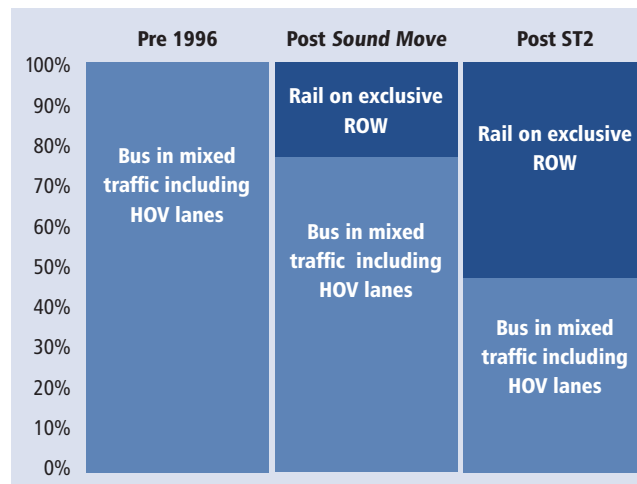 Pre 1996
Post Sound Move
Post ST2
100%
90%
80%
70%
60%
50%
40%
30%
20%
10%
0%
Bus in mixed
traffic including
HOV lanes
Rail on exclusive
ROW
Bus in mixed
traffic including
HOV lanes
Rail on exclusive
ROW
Bus in mixed
traffic including
HOV lanes